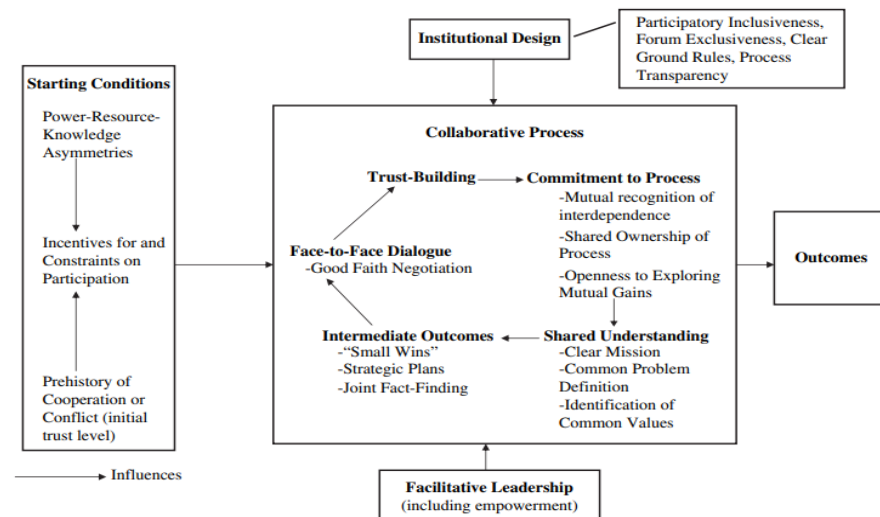 Institutional Design
Participatory Inclusiveness,
Forum Exclusiveness, Clear
Ground Rules, Process
Transparency
Starting Conditions
Power-Resource-
Knowledge
Asymmetries
Incentives for and
Constraints on
Participation
Prehistory of
Cooperation or
Conflict (initial
trust level)
Collaborative Process
Trust-Building
Commitment to Process
-Mutual recognition of
interdependence
-Shared Ownership of
Process
-Openness to Exploring
Mutual Gains
Face-to-Face Dialogue
-Good Faith Negotiation
Intermediate Outcomes
-“Small Wins”
-Strategic Plans
-Joint Fact-Finding
Shared Understanding
-Clear Mission
-Common Problem
Definition
-Identification of
Common Values
Outcomes
Influences
Facilitative Leadership
(including empowerment)